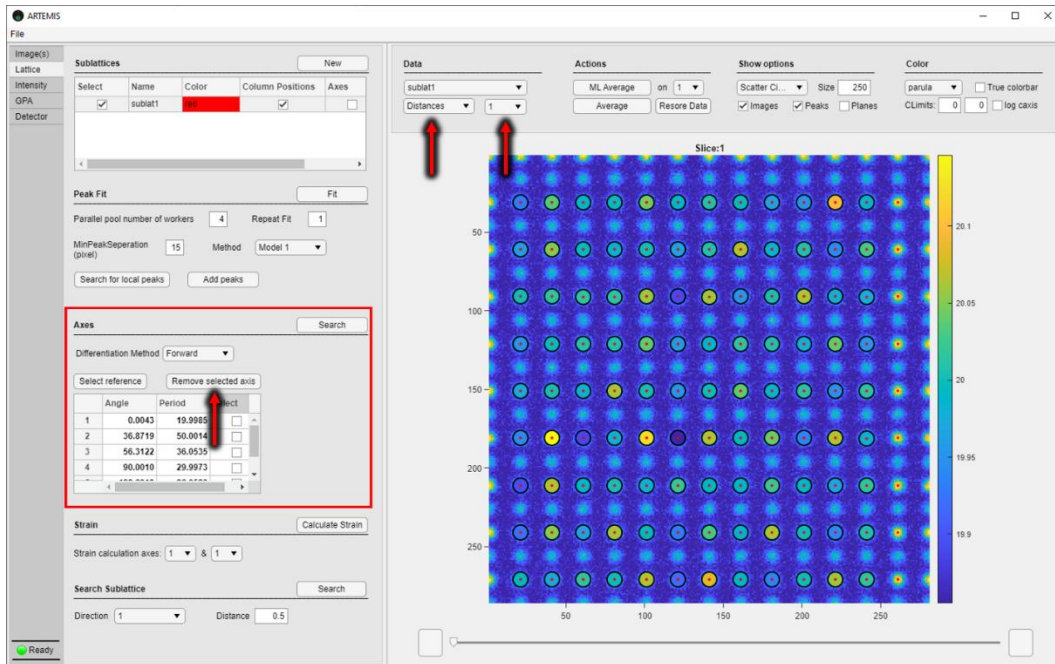 ARTEMIS
File
Image(s)
Lattice
Intensity
GPA
Detector
Sublattices New
Select Name Color Column Positions Axes
sublat1 red
Peak Fit Fit
Parallel pool number of workers 4 Repeat Fit 1
MinPeakSeperation (pixel) 15 Method Model 1
Search for local peaks Add peaks
Axes Search
Differentiation Method Forward
Select reference Remove selected axis
Angle Period lect
1 0.0043 19.9985
2 36.8719 50.0014
3 56.3122 36.0535
4 90.0010 29.9973
Strain Calculate Strain
Strain calculation axes: 1 & 1
Search Sublattice Search
Direction 1 Distance 0.5
Ready
Data Actions Show options Color
sublat1 ML Average on 1 Scatter Ci... Size 250 parula True colorbar
Distances 1 Average Resore Data Images Peaks Planes CLimits: 0 0 log caxis
Slice:1
50
100
150
200
250
50 100 150 200 250
20.1
20.05
20
19.95
19.9